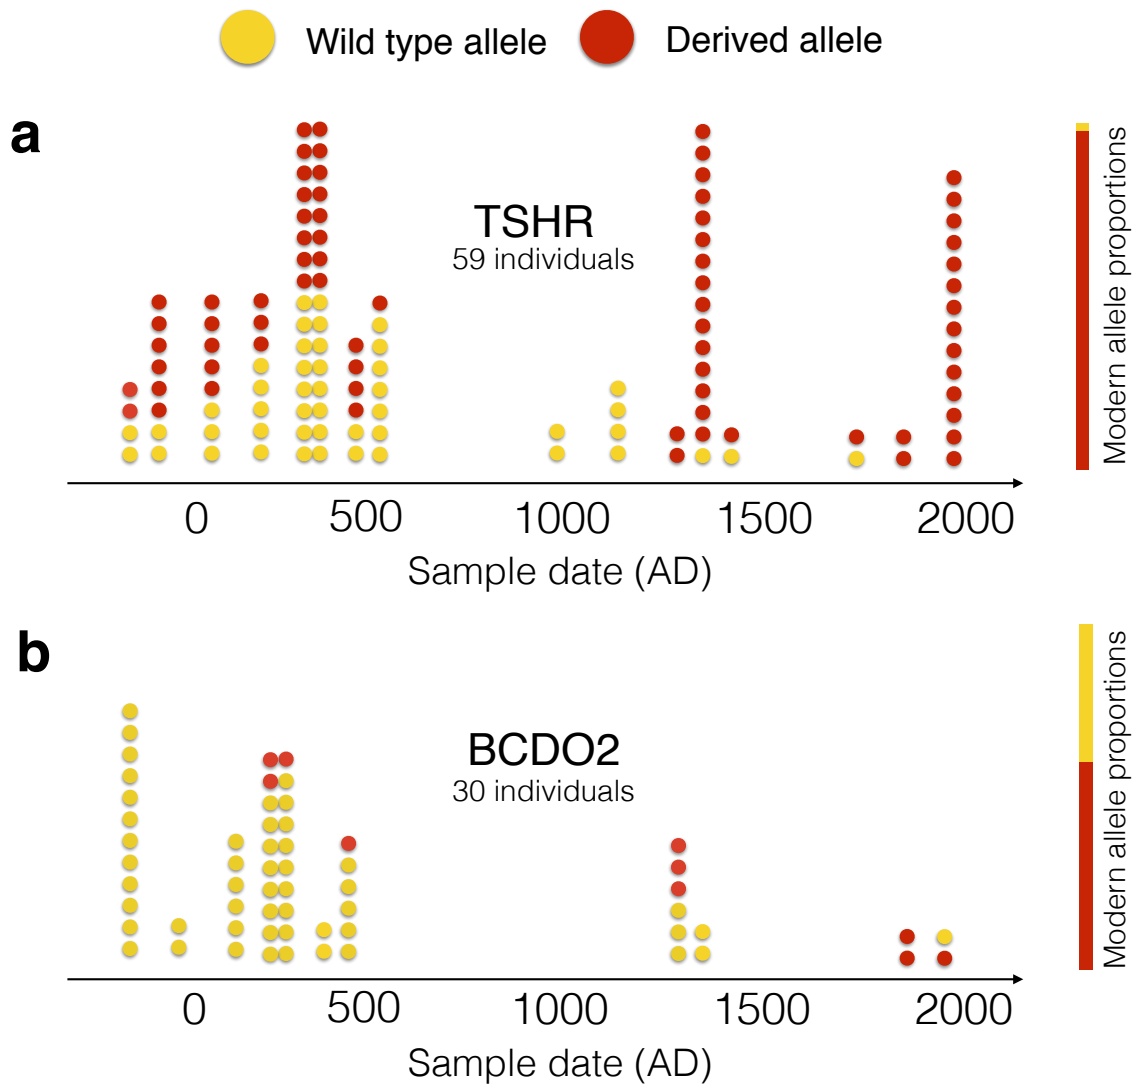 Wild type allele
Derived allele
a
TSHR
59 individuals
Modern allele proportions
0 500 1000 1500 2000
Sample date (AD)
b
BCDO2
30 individuals
Modern allele proportions
0 500 1000 1500 2000
Sample date (AD)